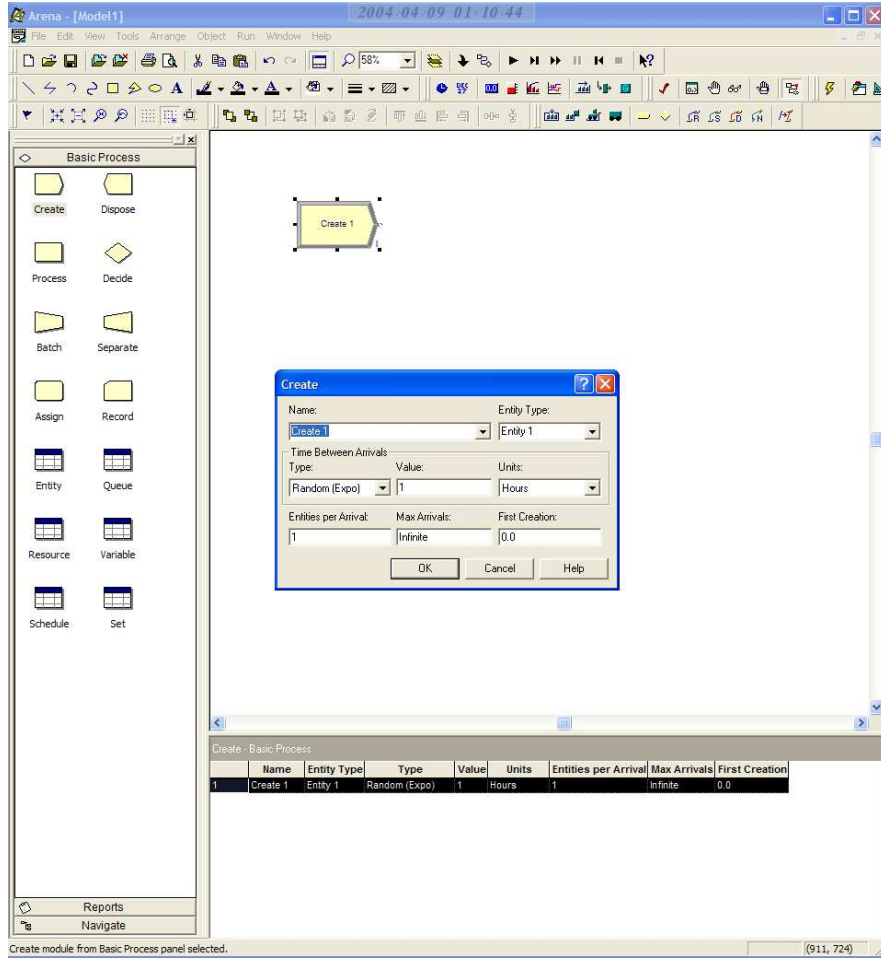 Arena - [Model1]
2004-04-09 01-10-44
File Edit View Tools Arrange Object Run Window Help
58%
Basic Process
Create Dispose
Process Decide
Batch Separate
Assign Record
Entity Queue
Resource Variable
Schedule Set
Reports
Navigate
Create 1
Create
Name: Entity Type:
Create 1 Entity 1
Time Between Arrivals
Type: Value: Units:
Random (Expo) 1 Hours
Entities per Arrival: Max Arrivals: First Creation:
1 Infinite 0.0
OK Cancel Help
Create - Basic Process
Name Entity Type Type Value Units Entities per Arrival Max Arrivals First Creation
1 Create 1 Entity 1 Random (Expo) 1 Hours 1 Infinite 0.0
Create module from Basic Process panel selected.
(911, 724)